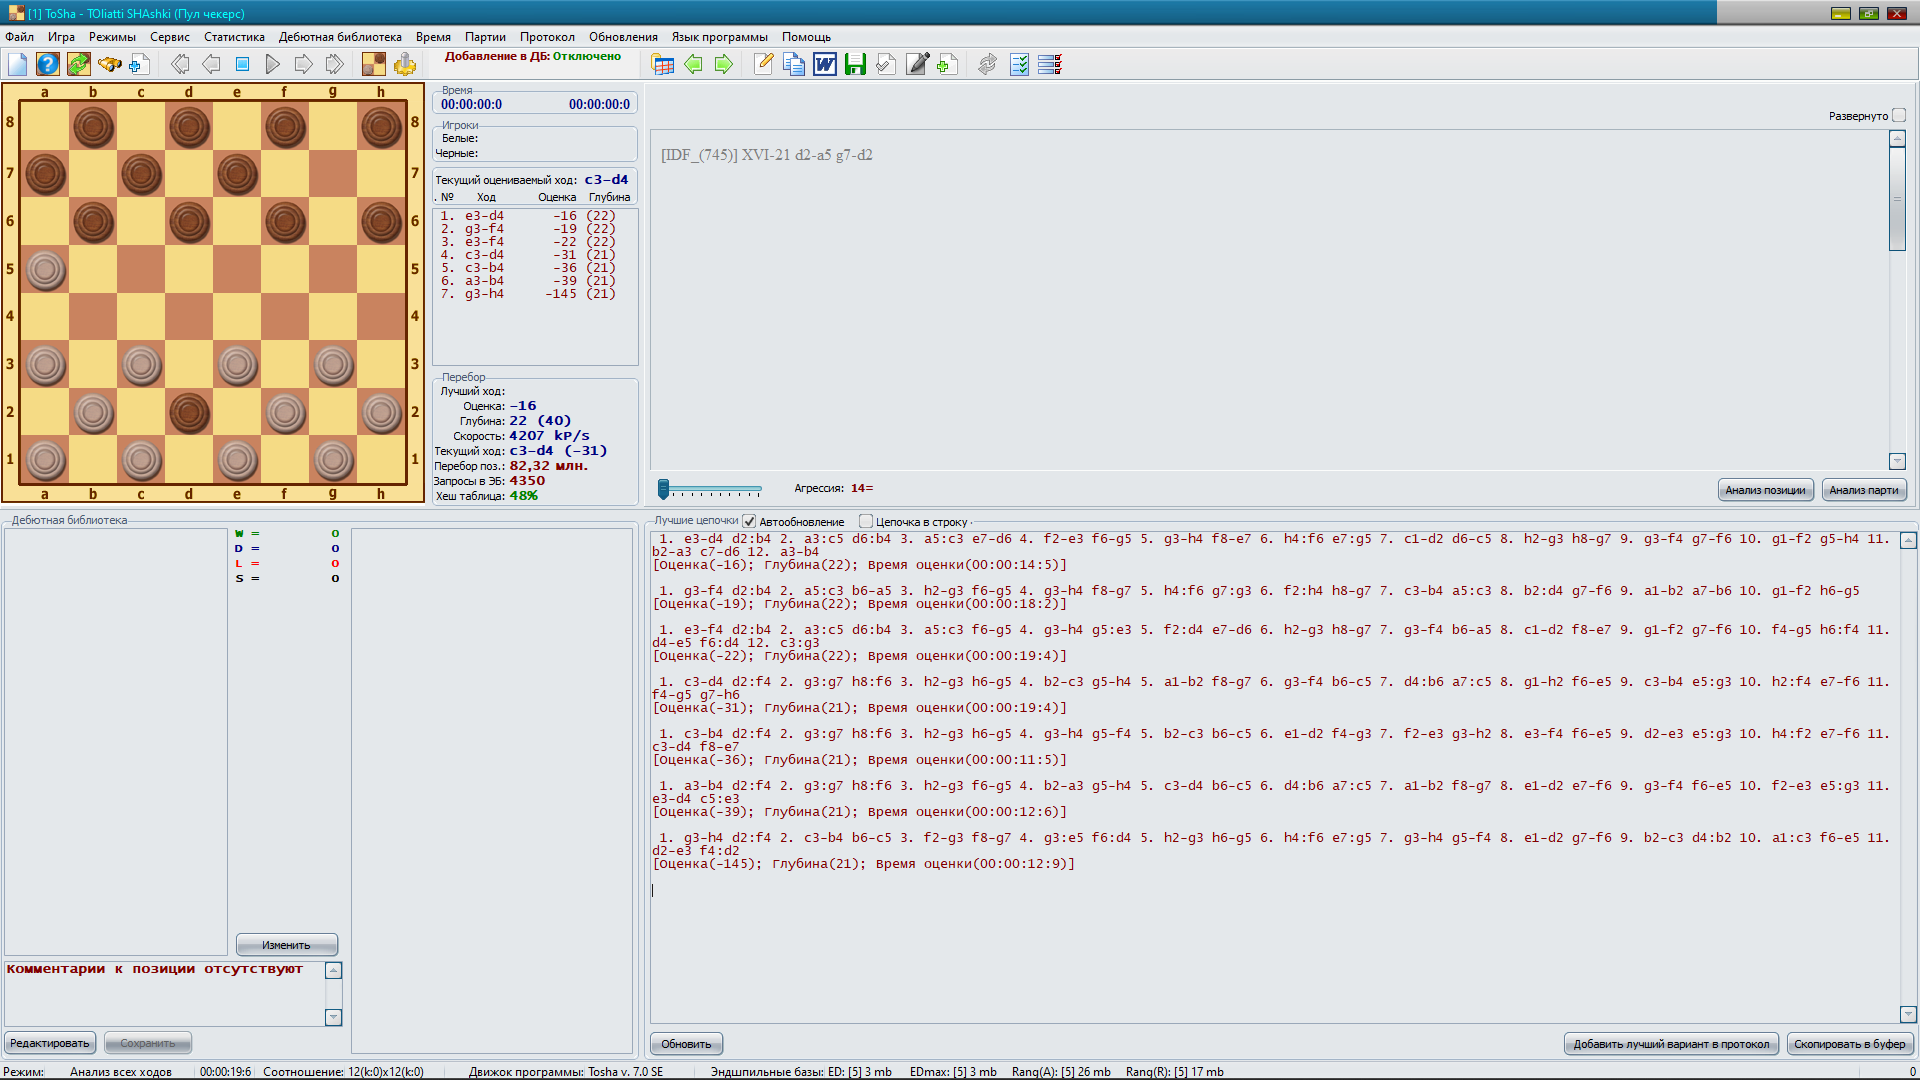 [1] ToSha - TOliatti SHAshki (Пул чекерс)
Файл Игра Режимы Сервис Статистика Дебютная библиотека Время Партии Протокол Обновления Язык программы Помощь
Добавление в ДБ: Отключено
a b c d e f g h
8 8
7 7
6 6
5 5
4 4
3 3
2 2
1 1
a b c d e f g h
Время
00:00:00:0 00:00:00:0
Игроки
Белые:
Черные:
Текущий оцениваемый ход: c3-d4
. № Ход Оценка Глубина
1. e3-d4 -16 (22)
2. g3-f4 -19 (22)
3. e3-f4 -22 (22)
4. c3-d4 -31 (21)
5. c3-b4 -36 (21)
6. a3-b4 -39 (21)
7. g3-h4 -145 (21)
Перебор
Лучший ход:
Оценка: -16
Глубина: 22 (40)
Скорость: 4207 kP/s
Текущий ход: c3-d4 (-31)
Перебор поз.: 82,32 млн.
Запросы в ЭБ: 4350
Хеш таблица: 48%
Развернуто
[IDF_(745)] XVI-21 d2-a5 g7-d2
Агрессия: 14=
Анализ позиции
Анализ парти
Дебютная библиотека
W = 0
D = 0
L = 0
S = 0
Изменить
Комментарии к позиции отсутствуют
Редактировать
Сохранить
Лучшие цепочки Автообновление Цепочка в строку
1. e3-d4 d2:b4 2. a3:c5 d6:b4 3. a5:c3 e7-d6 4. f2-e3 f6-g5 5. g3-h4 f8-e7 6. h4:f6 e7:g5 7. c1-d2 d6-c5 8. h2-g3 h8-g7 9. g3-f4 g7-f6 10. g1-f2 g5-h4 11.
b2-a3 c7-d6 12. a3-b4
[Оценка(-16); Глубина(22); Время оценки(00:00:14:5)]
1. g3-f4 d2:b4 2. a5:c3 b6-a5 3. h2-g3 f6-g5 4. g3-h4 f8-g7 5. h4:f6 g7:g3 6. f2:h4 h8-g7 7. c3-b4 a5:c3 8. b2:d4 g7-f6 9. a1-b2 a7-b6 10. g1-f2 h6-g5
[Оценка(-19); Глубина(22); Время оценки(00:00:18:2)]
1. e3-f4 d2:b4 2. a3:c5 d6:b4 3. a5:c3 f6-g5 4. g3-h4 g5:e3 5. f2:d4 e7-d6 6. h2-g3 h8-g7 7. g3-f4 b6-a5 8. c1-d2 f8-e7 9. g1-f2 g7-f6 10. f4-g5 h6:f4 11.
d4-e5 f6:d4 12. c3:g3
[Оценка(-22); Глубина(22); Время оценки(00:00:19:4)]
1. c3-d4 d2:f4 2. g3:g7 h8:f6 3. h2-g3 h6-g5 4. b2-c3 g5-h4 5. a1-b2 f8-g7 6. g3-f4 b6-c5 7. d4:b6 a7:c5 8. g1-h2 f6-e5 9. c3-b4 e5:g3 10. h2:f4 e7-f6 11.
f4-g5 g7-h6
[Оценка(-31); Глубина(21); Время оценки(00:00:19:4)]
1. c3-b4 d2:f4 2. g3:g7 h8:f6 3. h2-g3 h6-g5 4. g3-h4 g5-f4 5. b2-c3 b6-c5 6. e1-d2 f4-g3 7. f2-e3 g3-h2 8. e3-f4 f6-e5 9. d2-e3 e5:g3 10. h4:f2 e7-f6 11.
c3-d4 f8-e7
[Оценка(-36); Глубина(21); Время оценки(00:00:11:5)]
1. a3-b4 d2:f4 2. g3:g7 h8:f6 3. h2-g3 f6-g5 4. b2-a3 g5-h4 5. c3-d4 b6-c5 6. d4:b6 a7:c5 7. a1-b2 f8-g7 8. e1-d2 e7-f6 9. g3-f4 f6-e5 10. f2-e3 e5:g3 11.
e3-d4 c5:e3
[Оценка(-39); Глубина(21); Время оценки(00:00:12:6)]
1. g3-h4 d2:f4 2. c3-b4 b6-c5 3. f2-g3 f8-g7 4. g3:e5 f6:d4 5. h2-g3 h6-g5 6. h4:f6 e7:g5 7. g3-h4 g5-f4 8. e1-d2 g7-f6 9. b2-c3 d4:b2 10. a1:c3 f6-e5 11.
d2-e3 f4:d2
[Оценка(-145); Глубина(21); Время оценки(00:00:12:9)]
Обновить
Добавить лучший вариант в протокол
Скопировать в буфер
Режим: Анализ всех ходов 00:00:19:6 Соотношение: 12(k:0)x12(k:0) Движок программы: Tosha v. 7.0 SE Эндшпильные базы: ED: [5] 3 mb EDmax: [5] 3 mb Rang(A): [5] 26 mb Rang(R): [5] 17 mb 0